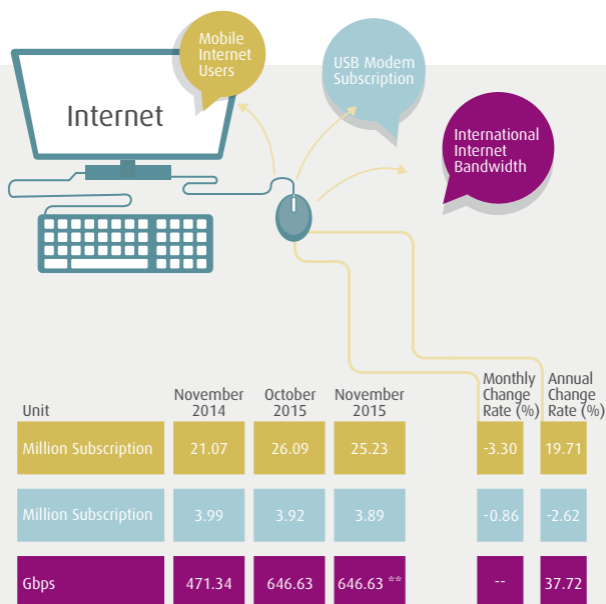 Mobile
Internet
Users
USB Modem
Subscription
Internet
International
Internet
Bandwidth
Unit
November
2014
October
2015
November
2015
Monthly
Change
Rate (%)
Annual
Change
Rate (%)
Million Subscription 21.07 26.09 25.23 -3.30 19.71
Million Subscription 3.99 3.92 3.89 -0.86 -2.62
Gbps 471.34 646.63 646.63 ** -- 37.72